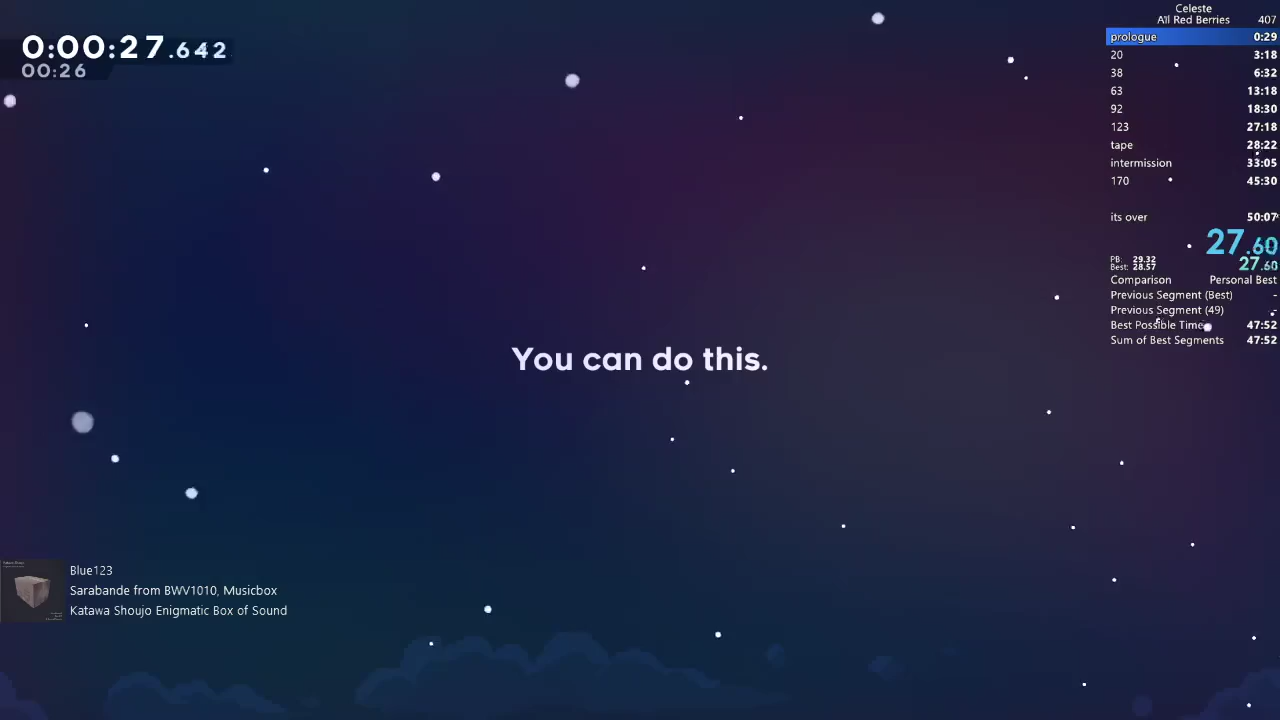 0:00:27.642
00:26
Celeste
All Red Berries 407
prologue 0:29
20 3:18
38 6:32
63 13:18
92 18:30
123 27:18
tape 28:22
intermission 33:05
170 45:30
its over 50:07
27.60
PB: 29.32
Best: 28.57 27.60
Comparison Personal Best
Previous Segment (Best) -
Previous Segment (49) -
Best Possible Time 47:52
Sum of Best Segments 47:52
You can do this.
Blue123
Sarabande from BWV1010, Musicbox
Katawa Shoujo Enigmatic Box of Sound